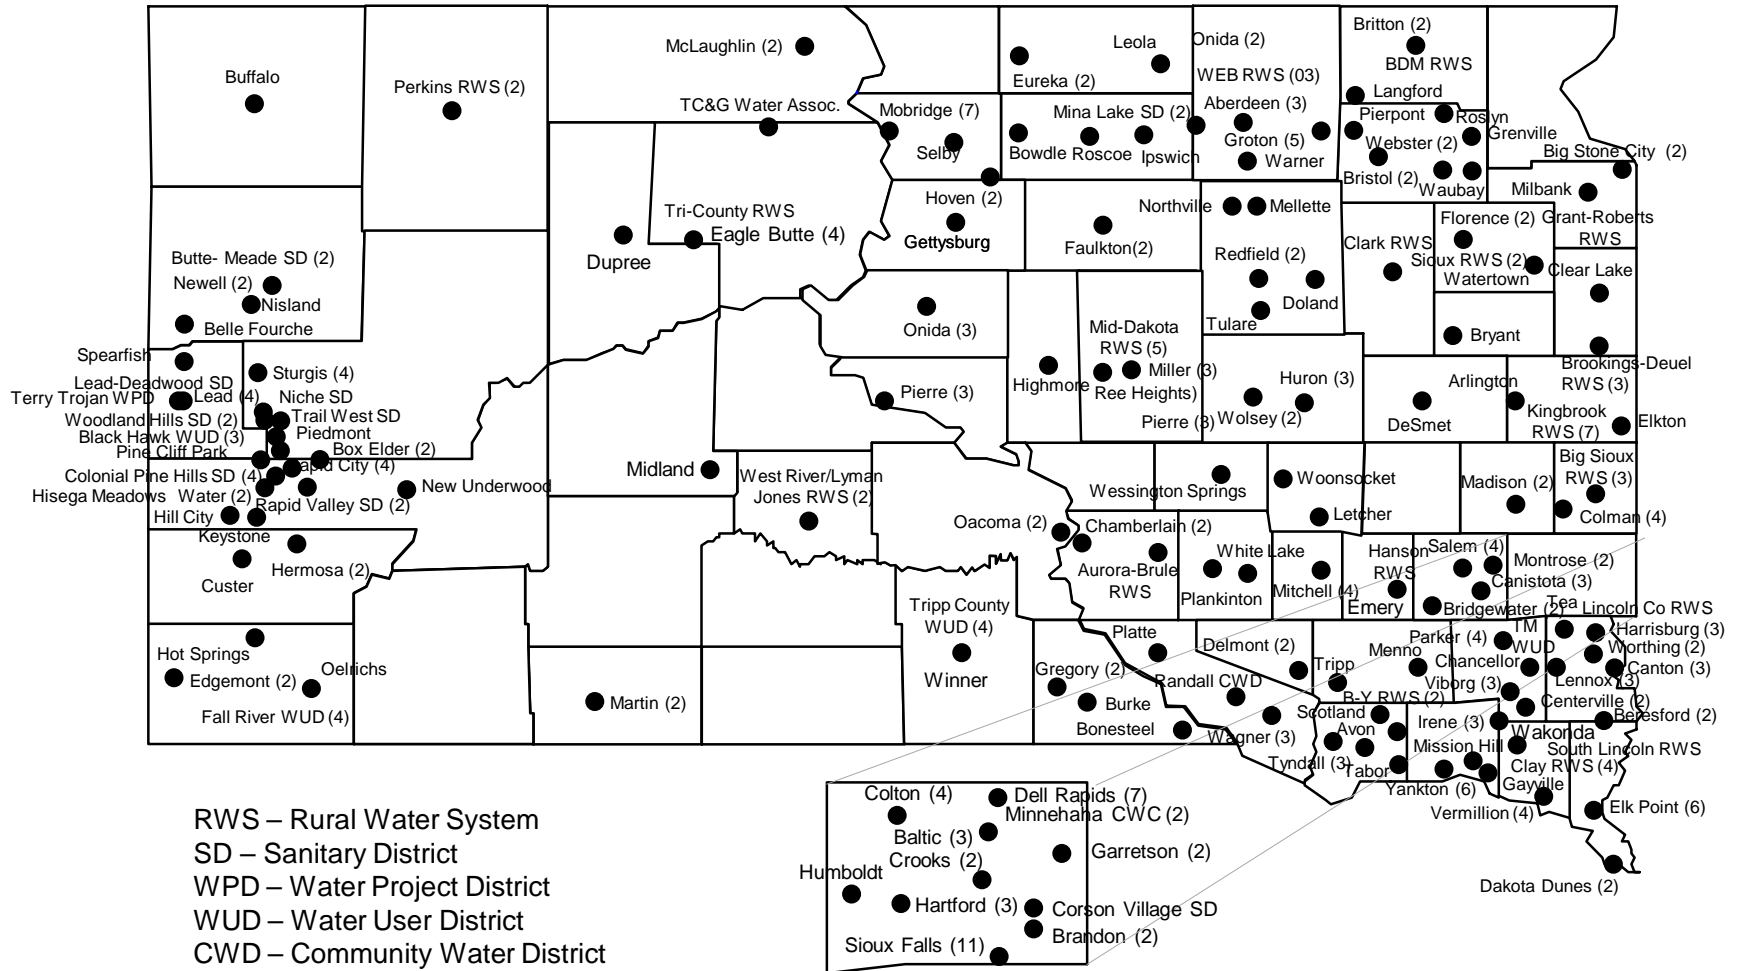 Buffalo
Perkins RWS (2)
McLaughlin (2)
TC&G Water Assoc.
Eureka (2)
Leola
Onida (2)
WEB RWS (03)
Aberdeen (3)
Groton (5)
Warner
Britton (2)
BDM RWS
Langford
Pierpont
Roslyn
Grenville
Webster (2)
Bristol (2)
Waubay
Big Stone City (2)
Milbank
Grant-Roberts
RWS
Mobridge (7)
Selby
Bowdle
Roscoe
Mina Lake SD (2)
Ipswich
Hoven (2)
Gettysburg
Faulkton(2)
Northville
Mellette
Redfield (2)
Doland
Tulare
Clark RWS
Florence (2)
Sioux RWS (2)
Watertown
Clear Lake
Bryant
Brookings-Deuel
RWS (3)
Tri-County RWS
Eagle Butte (4)
Dupree
Butte- Meade SD (2)
Newell (2)
Nisland
Belle Fourche
Spearfish
Lead-Deadwood SD
Terry Trojan WPD
Lead (4)
Woodland Hills SD (2)
Black Hawk WUD (3)
Pine Cliff Park
Colonial Pine Hills SD (4)
Hisega Meadows Water (2)
Hill City
Keystone
Sturgis (4)
Niche SD
Trail West SD
Piedmont
Box Elder (2)
Rapid City (4)
Rapid Valley SD (2)
New Underwood
Custer
Hermosa (2)
Hot Springs
Edgemont (2)
Oelrichs
Fall River WUD (4)
Onida (3)
Pierre (3)
Highmore
Mid-Dakota
RWS (5)
Miller (3)
Ree Heights)
Pierre (3)
Huron (3)
Wolsey (2)
DeSmet
Arlington
Kingbrook
RWS (7)
Elkton
Midland
West River/Lyman
Jones RWS (2)
Oacoma (2)
Chamberlain (2)
Wessington Springs
Woonsocket
Letcher
Madison (2)
Big Sioux
RWS (3)
Colman (4)
Aurora-Brule
RWS
White Lake
Plankinton
Mitchell (4)
Hanson
RWS
Emery
Salem (4)
Montrose (2)
Canistota (3)
Bridgewater (2)
Martin (2)
Tripp County
WUD (4)
Winner
Gregory (2)
Burke
Bonesteel
Platte
Randall CWD
Wagner (3)
Delmont (2)
Tripp
Menno
Parker (4)
TM
WUD
Chancellor
Viborg (3)
Tea
Lincoln Co RWS
Harrisburg (3)
Worthing (2)
Canton (3)
Lennox (3)
Centerville (2)
Beresford (2)
B-Y RWS (2)
Scotland
Avon
Tyndall (3)
Tabor
Irene (3)
Mission Hill
Yankton (6)
Wakonda
South Lincoln RWS
Clay RWS (4)
Gayville
Vermillion (4)
Elk Point (6)
Dakota Dunes (2)
Colton (4)
Dell Rapids (7)
Minnehaha CWC (2)
Baltic (3)
Crooks (2)
Garretson (2)
Humboldt
Hartford (3)
Corson Village SD
Brandon (2)
Sioux Falls (11)
RWS – Rural Water System
SD – Sanitary District
WPD – Water Project District
WUD – Water User District
CWD – Community Water District